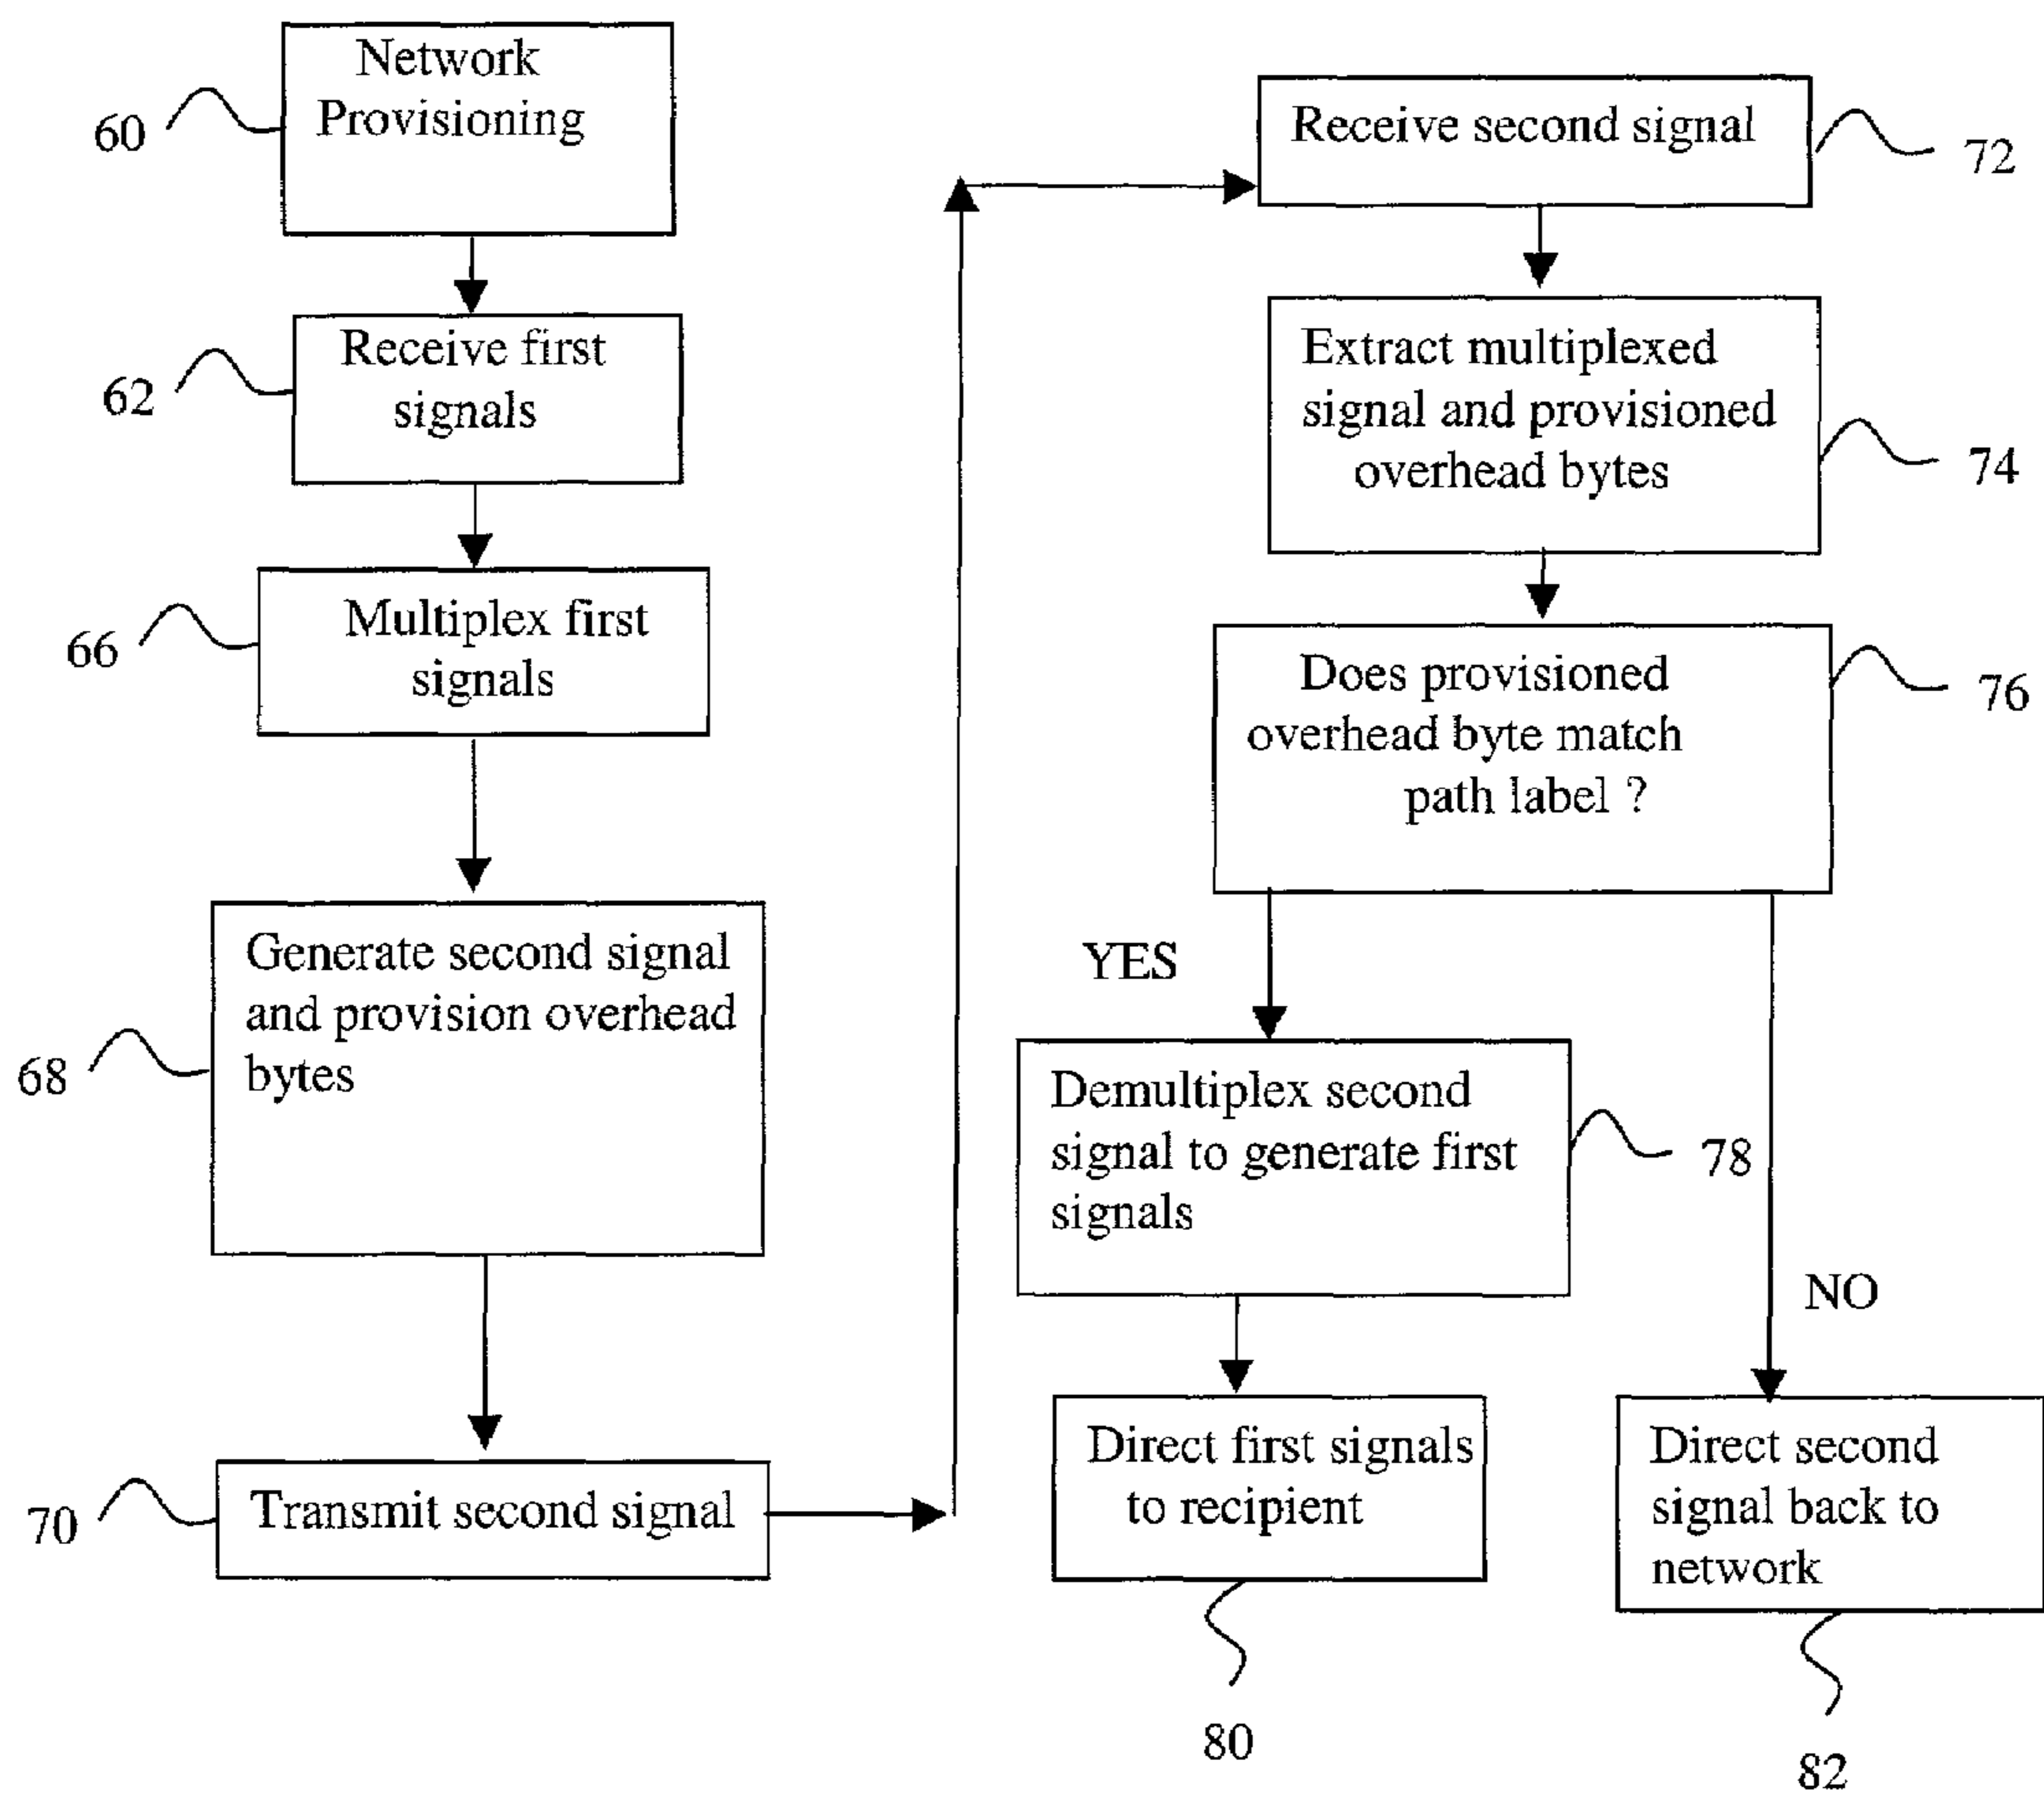 Network
Provisioning
60
Receive first
signals
62
Multiplex first
signals
66
Generate second signal
and provision overhead
bytes
68
Transmit second signal
70
Receive second signal
72
Extract multiplexed
signal and provisioned
overhead bytes
74
Does provisioned
overhead byte match
path label ?
76
YES
Demultiplex second
signal to generate first
signals
78
NO
Direct first signals
to recipient
80
Direct second
signal back to
network
82